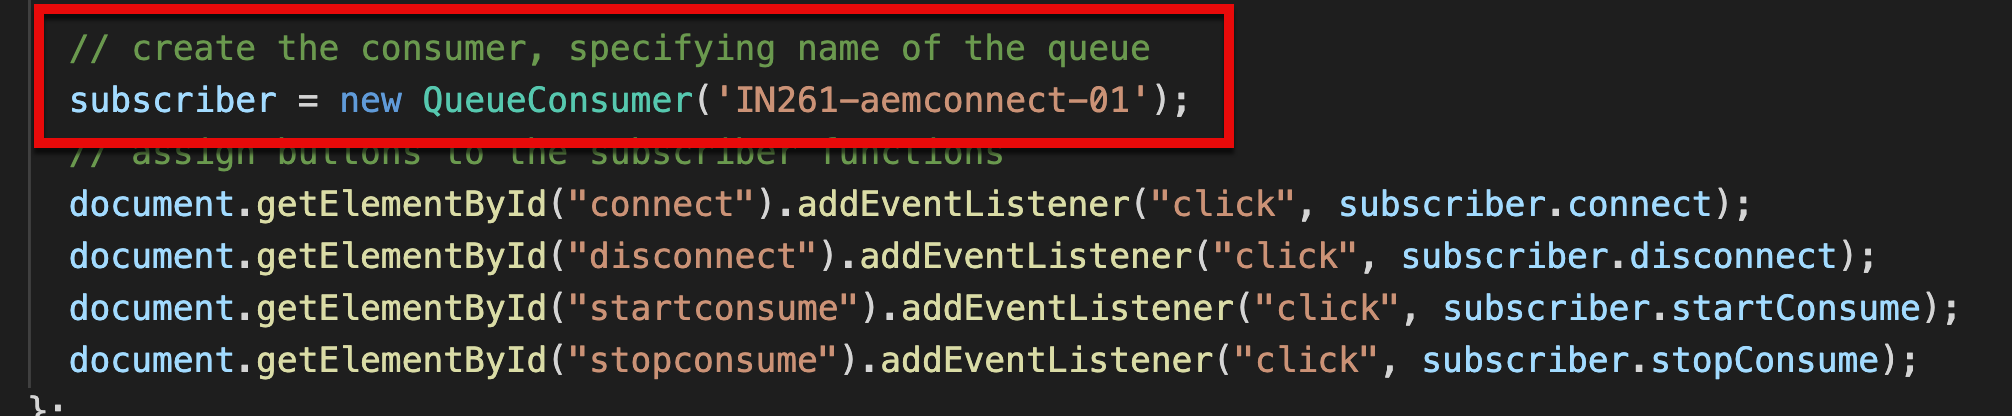 // create the consumer, specifying name of the queue
subscriber = new QueueConsumer('IN261-aemconnect-01');
// assign buttons to the subscriber functions
document.getElementById("connect").addEventListener("click", subscriber.connect);
document.getElementById("disconnect").addEventListener("click", subscriber.disconnect);
document.getElementById("startconsume").addEventListener("click", subscriber.startConsume);
document.getElementById("stopconsume").addEventListener("click", subscriber.stopConsume);
};